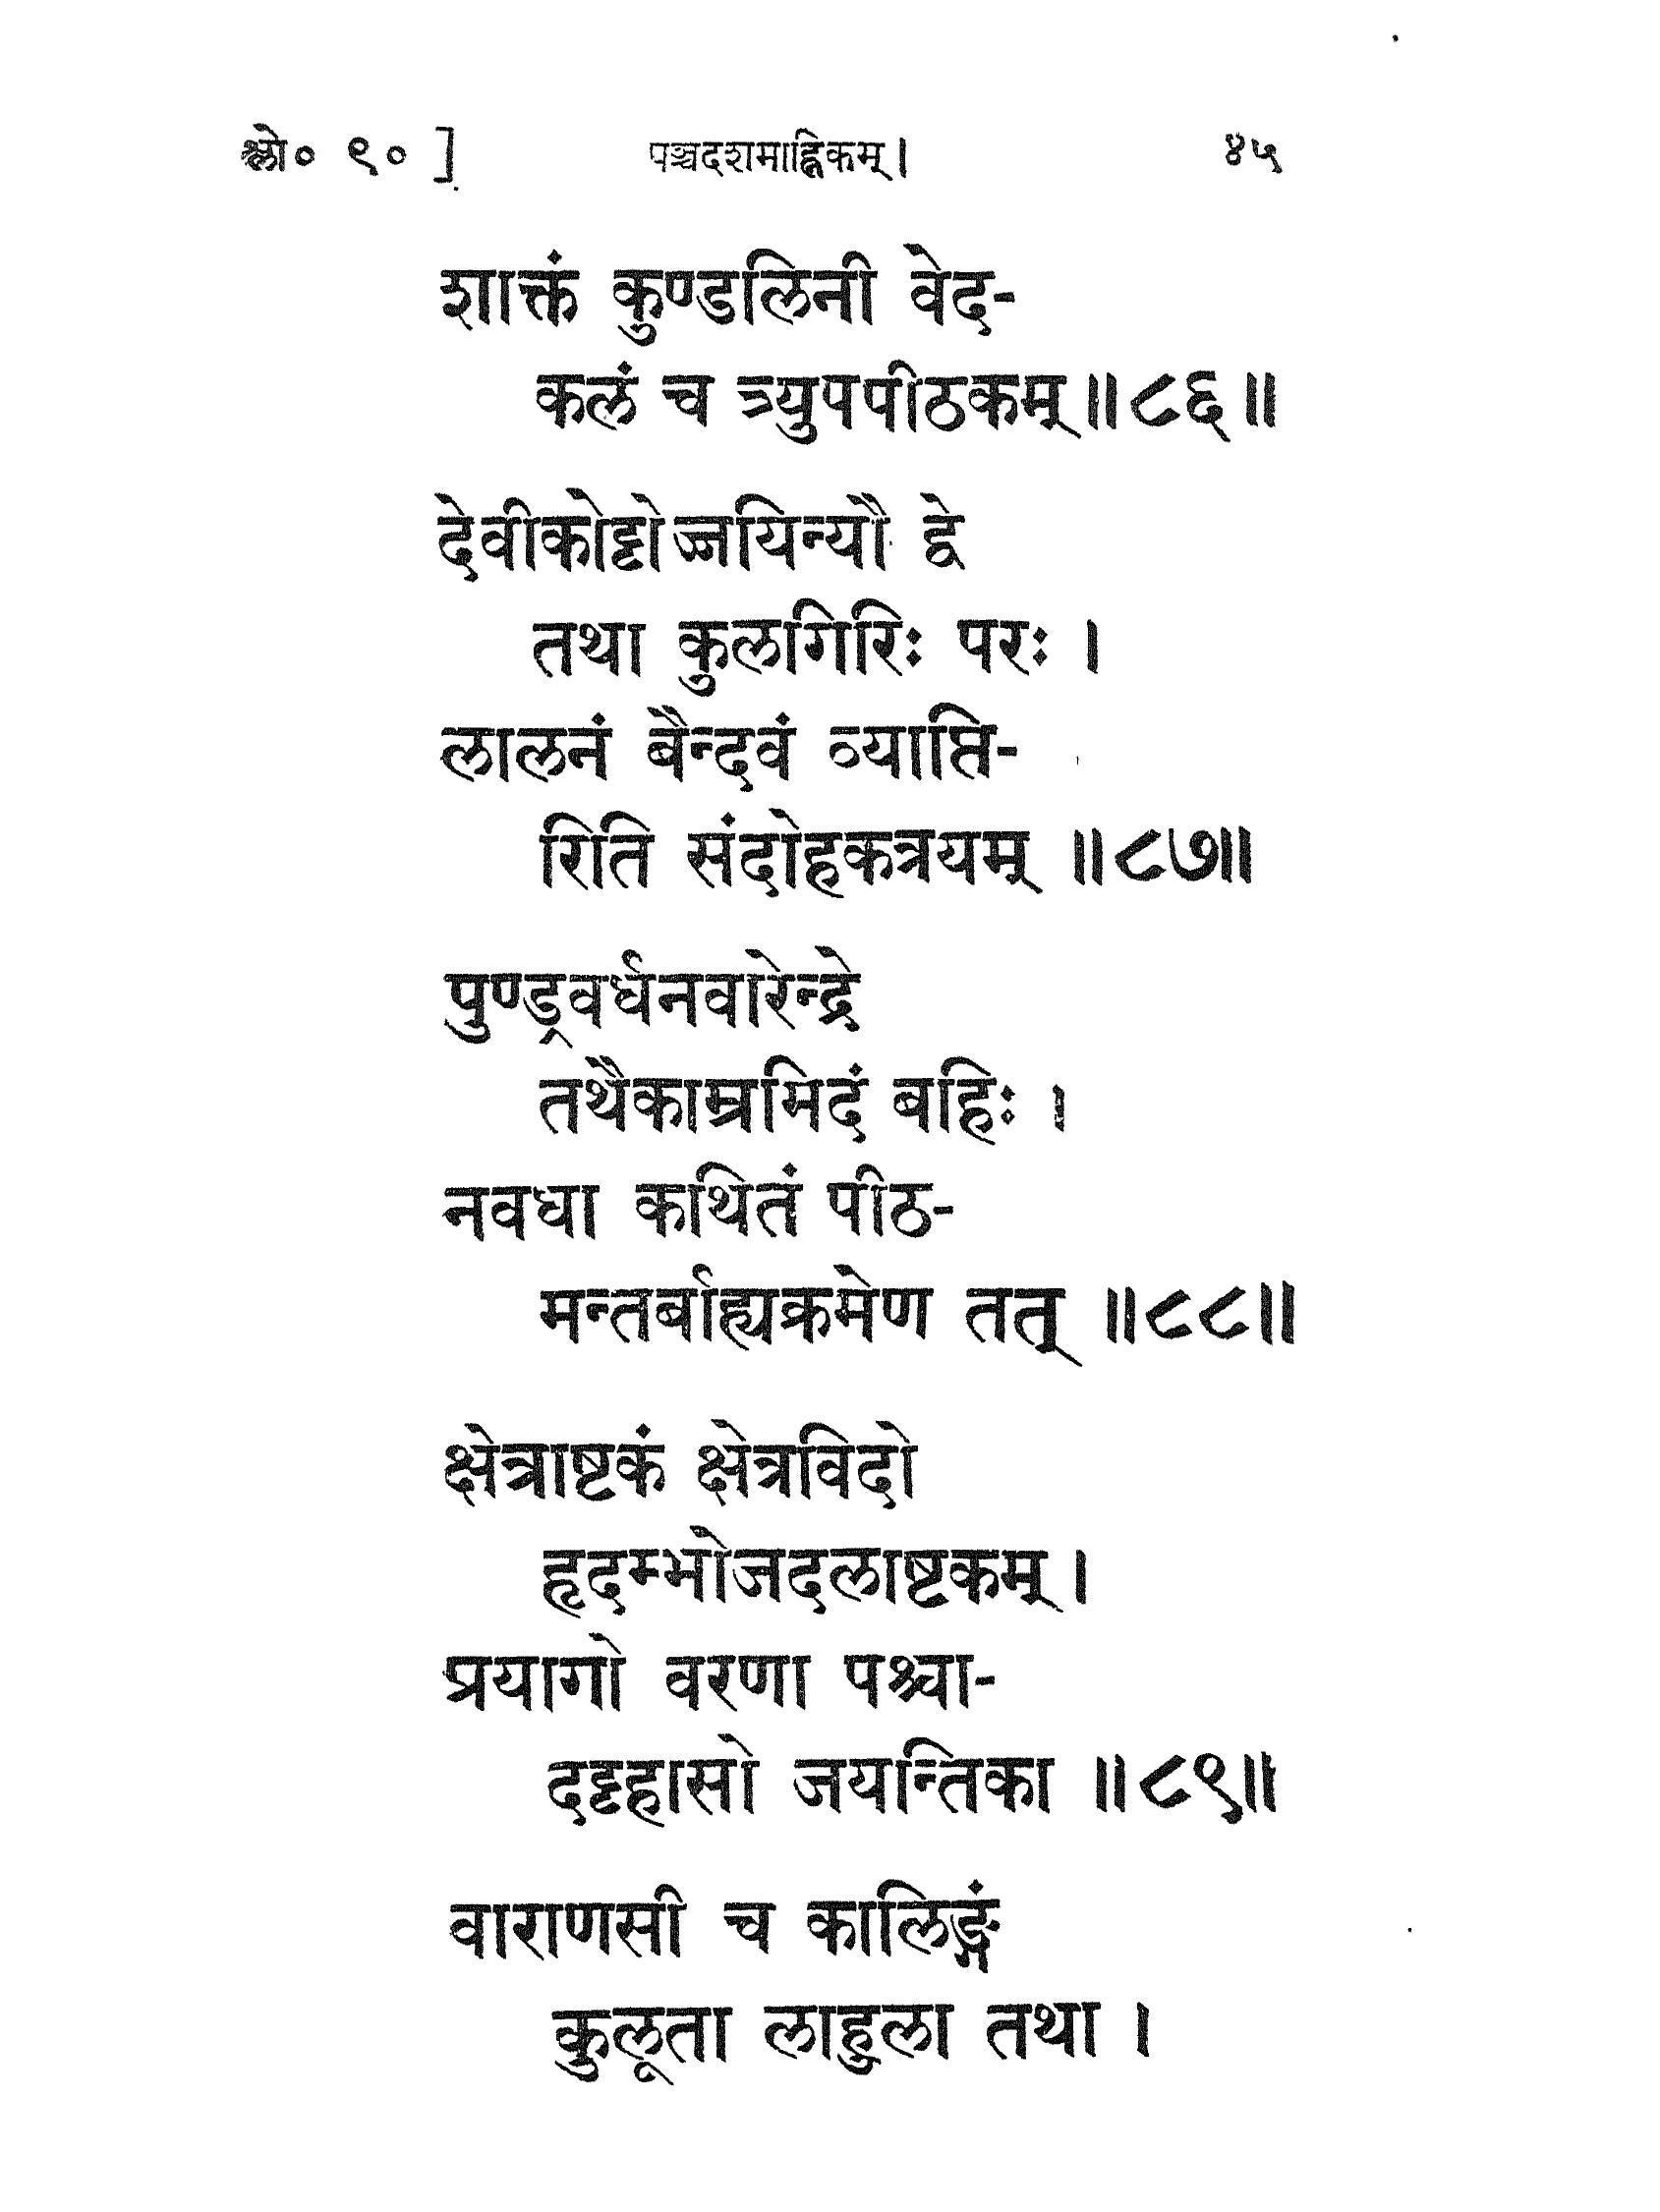 श्लो० ९० ] पञ्चदशमाह्निकम् । ४५
शाक्तं कुण्डलिनी वेद-
कलं च त्र्युपपीठकम् ॥८६॥
देवीकोट्टोज्जयिन्यौ द्वे
तथा कुलगिरिः परः ।
लालनं बैन्दवं व्याप्ति-
रिति संदोहकत्रयम् ॥८७॥
पुण्ड्रवर्धनवारेन्द्रे
तथैकाम्रमिदं बहिः ।
नवधा कथितं पीठ-
मन्तर्बाह्यक्रमेण तत् ॥८८॥
क्षेत्राष्टकं क्षेत्रविदो
हृदम्भोजदलाष्टकम् ।
प्रयागो वरणा पश्चा-
दट्टहासो जयन्तिका ॥८९॥
वाराणसी च कालिङ्गं
कुलूता लाहुला तथा ।